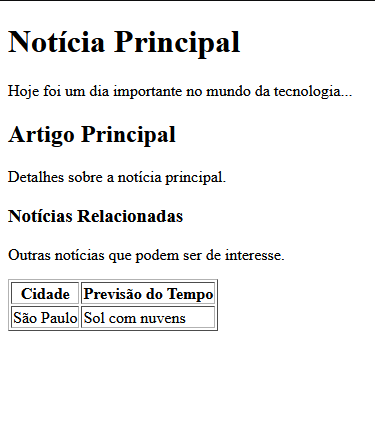 Notícia Principal
Hoje foi um dia importante no mundo da tecnologia...
Artigo Principal
Detalhes sobre a notícia principal.
Notícias Relacionadas
Outras notícias que podem ser de interesse.
Cidade Previsão do Tempo
São Paulo Sol com nuvens